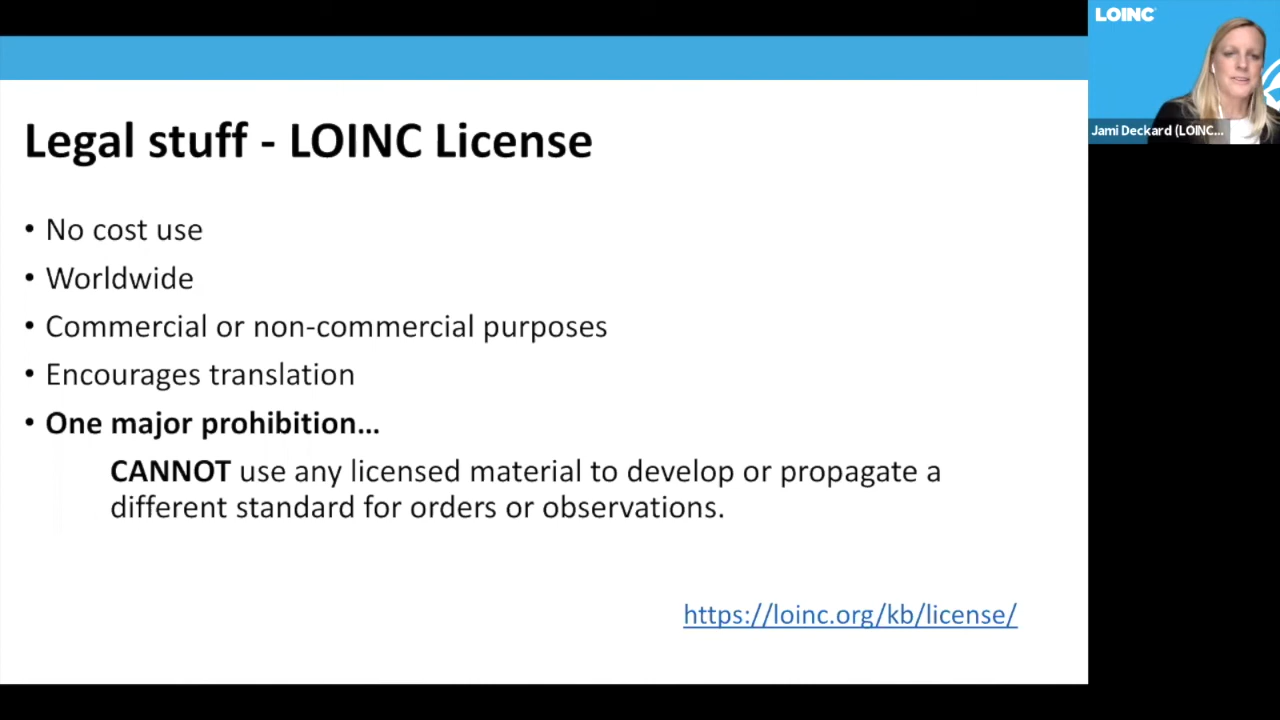 LOINC
Jami Deckard (LOINC...
Legal stuff - LOINC License
• No cost use
• Worldwide
• Commercial or non-commercial purposes
• Encourages translation
• One major prohibition...
CANNOT use any licensed material to develop or propagate a
different standard for orders or observations.
https://loinc.org/kb/license/